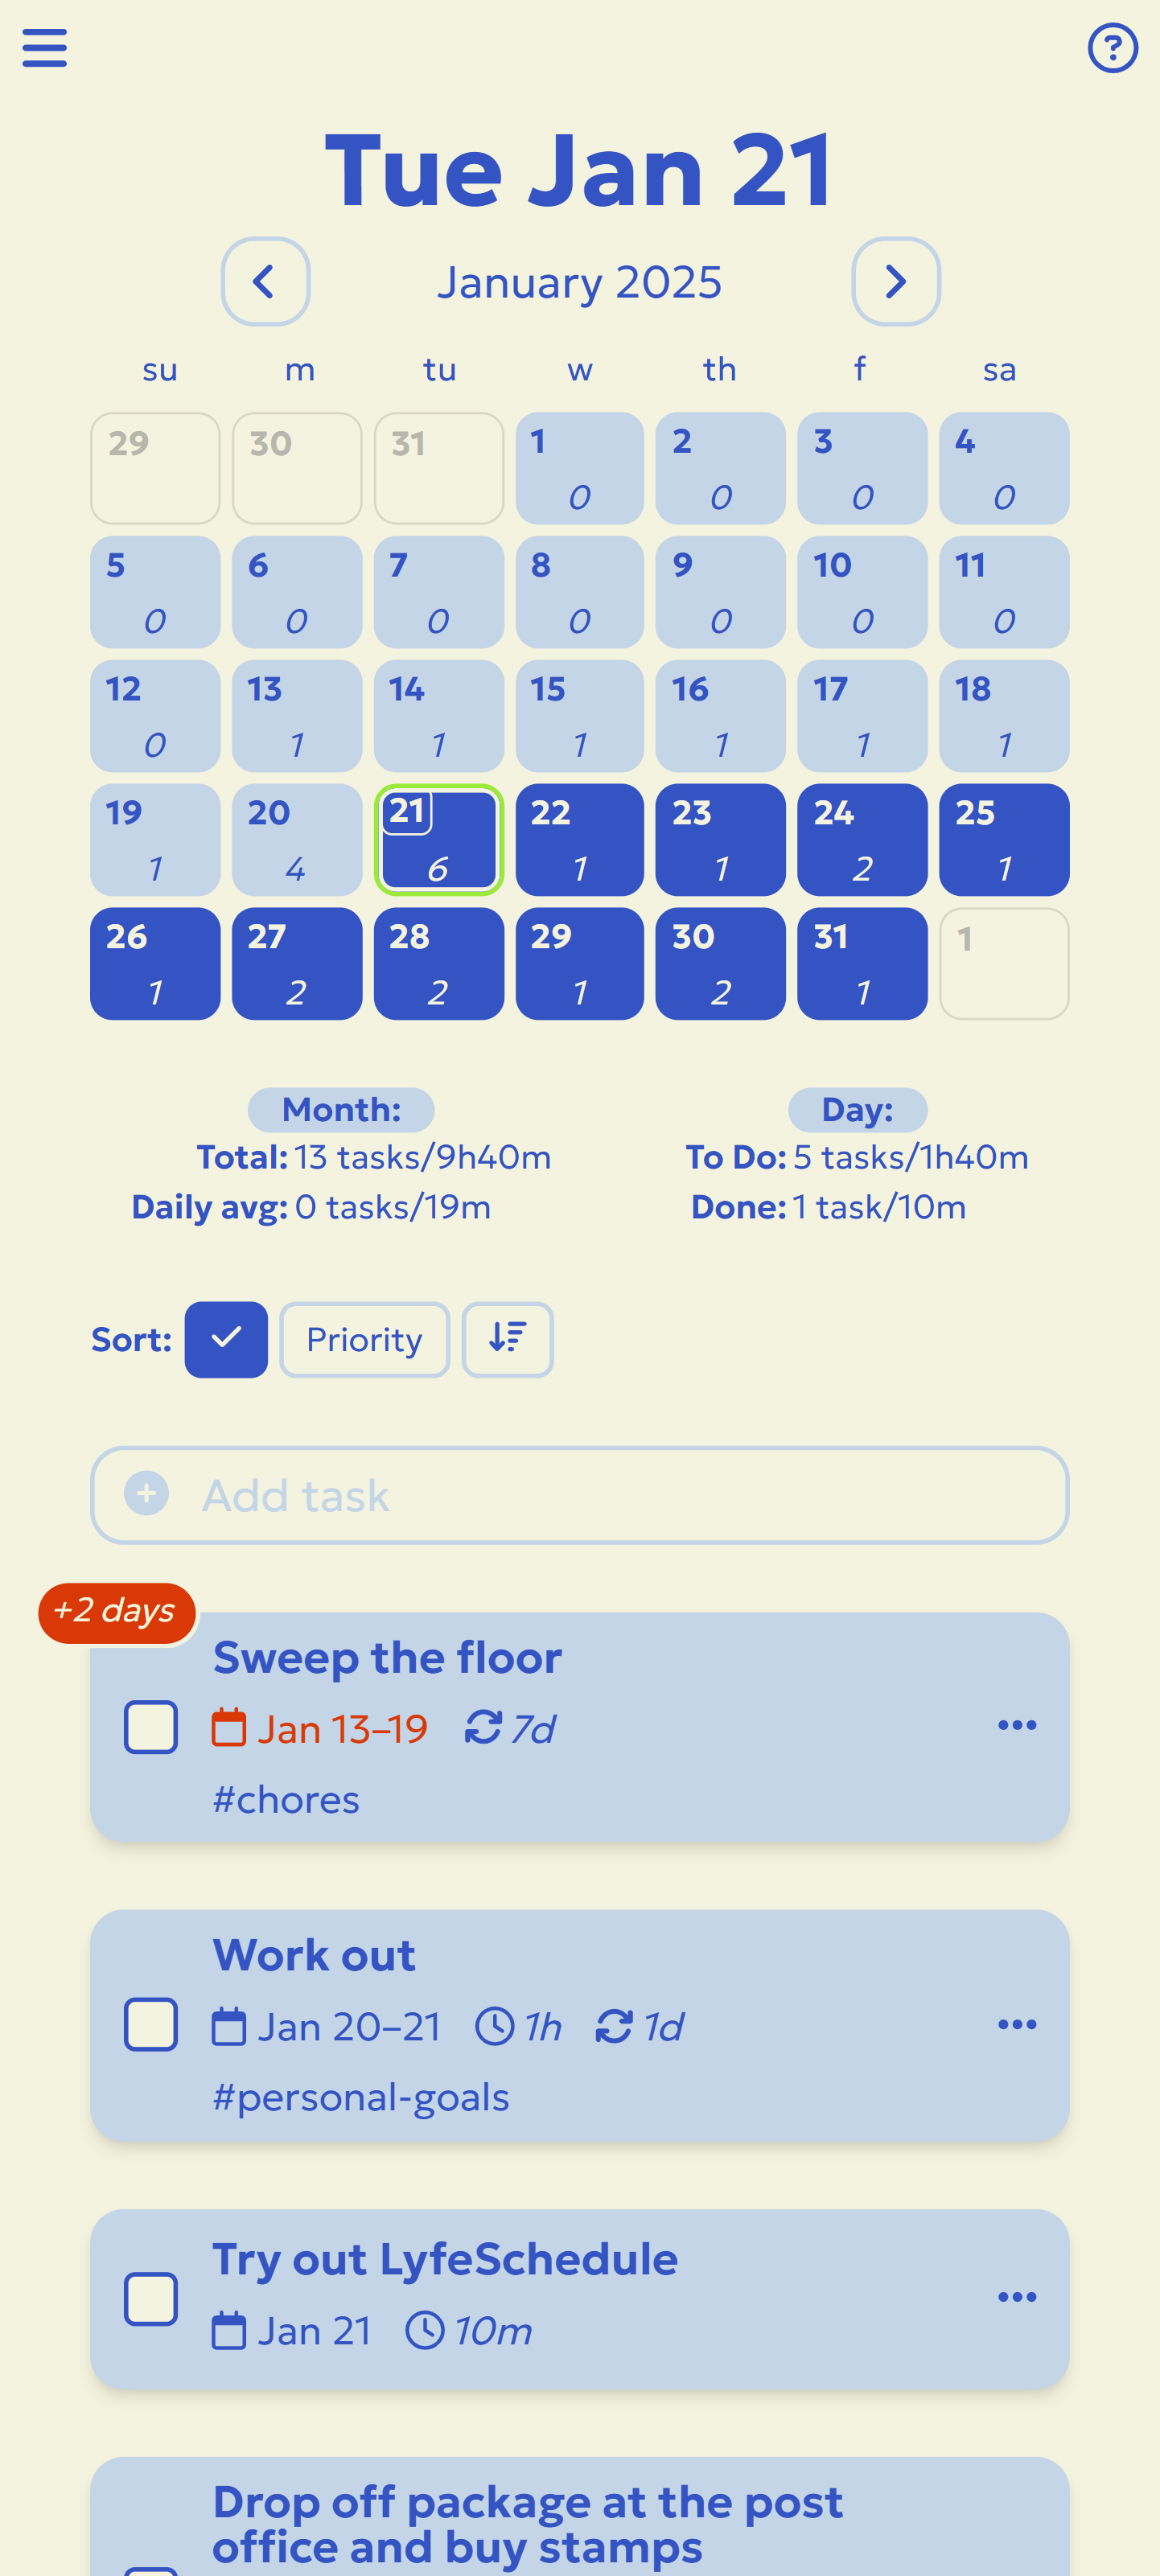 ?
Tue Jan 21
January 2025
su m tu w th f sa
29 30 31 1 2 3 4
0 0 0 0
5 6 7 8 9 10 11
0 0 0 0 0 0 0
12 13 14 15 16 17 18
0 1 1 1 1 1 1
19 20 21 22 23 24 25
1 4 6 1 1 2 1
26 27 28 29 30 31 1
1 2 2 1 2 1
Month: Day:
Total: 13 tasks/9h40m To Do: 5 tasks/1h40m
Daily avg: 0 tasks/19m Done: 1 task/10m
Sort: Priority
Add task
+2 days
Sweep the floor
Jan 13–19 7d
#chores
Work out
Jan 20–21 1h 1d
#personal-goals
Try out LyfeSchedule
Jan 21 10m
Drop off package at the post
office and buy stamps